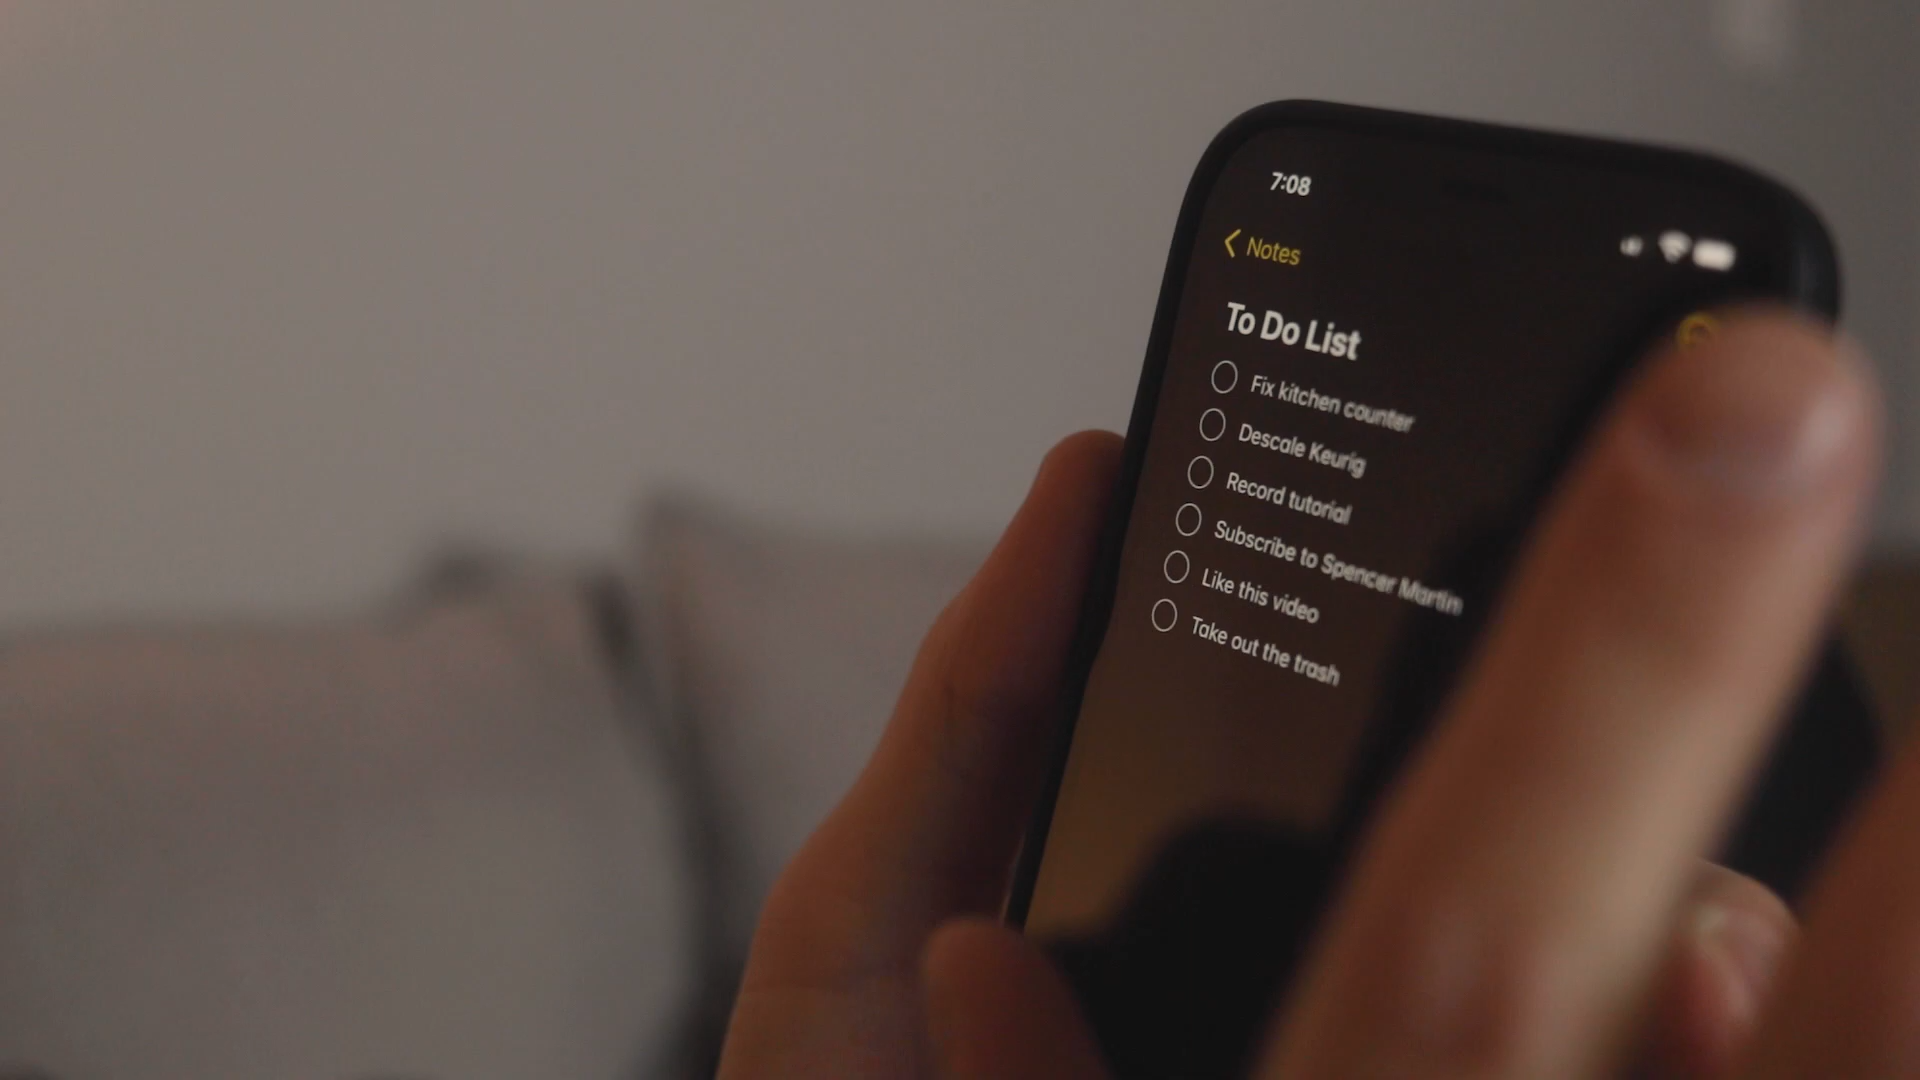 7:08
Notes
To Do List
Fix kitchen counter
Descale Keurig
Record tutorial
Subscribe to Spencer Martin
Like this video
Take out the trash